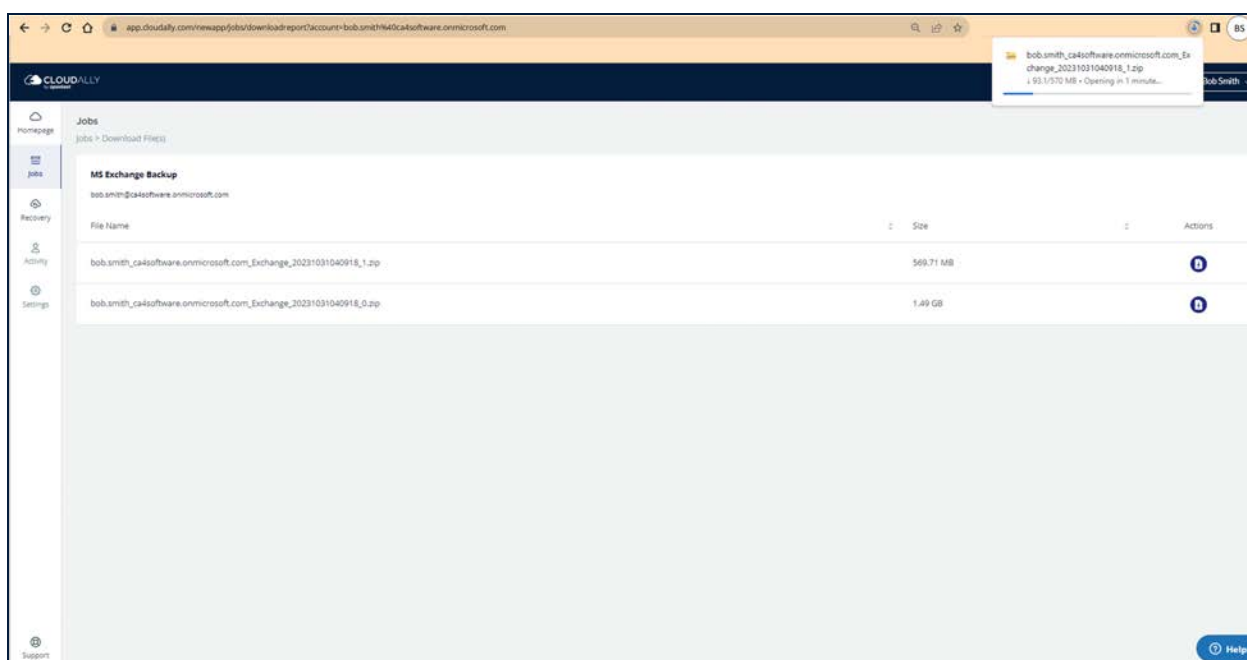 app.cloudally.com/newapp/jobs/downloadreport?account=bob.smith%40ca4software.onmicrosoft.com
BS
bob.smith_ca4software.onmicrosoft.com_Ex
change_20231031040918_1.zip
↓ 93.1/570 MB • Opening in 1 minute...
CLOUDALLY
by opentext
Bob Smith
Homepage
Jobs
Recovery
Activity
Settings
Support
Jobs
Jobs > Download File(s)
MS Exchange Backup
bob.smith@ca4software.onmicrosoft.com
File Name
Size
Actions
bob.smith_ca4software.onmicrosoft.com_Exchange_20231031040918_1.zip
569.71 MB
bob.smith_ca4software.onmicrosoft.com_Exchange_20231031040918_0.zip
1.49 GB
Help